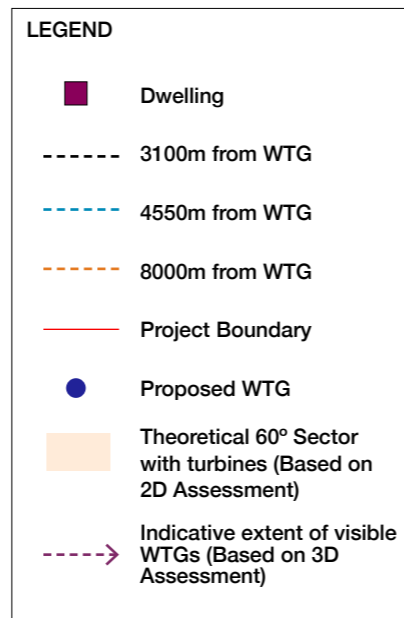 LEGEND
Dwelling
3100m from WTG
4550m from WTG
8000m from WTG
Project Boundary
Proposed WTG
Theoretical 60º Sector
with turbines (Based on
2D Assessment)
Indicative extent of visible
WTGs (Based on 3D
Assessment)